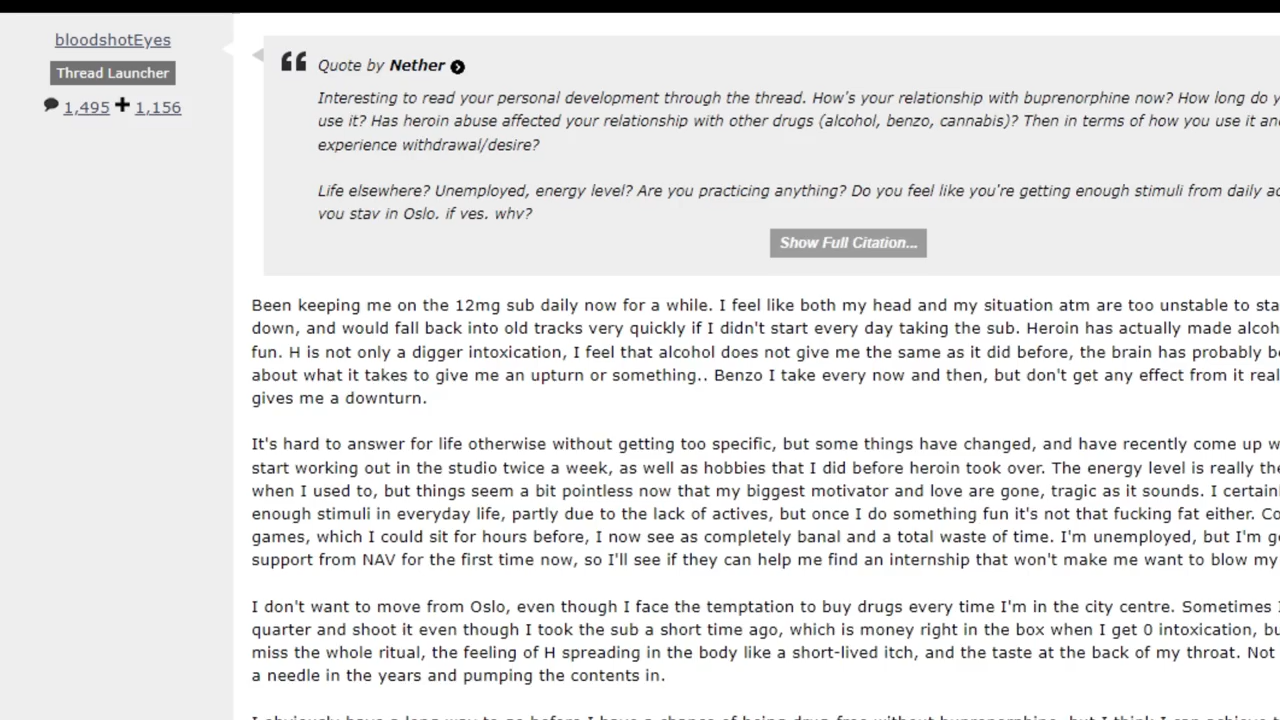 bloodshotEyes
Thread Launcher
1,495 1,156
Quote by Nether
Interesting to read your personal development through the thread. How's your relationship with buprenorphine now? How long do
use it? Has heroin abuse affected your relationship with other drugs (alcohol, benzo, cannabis)? Then in terms of how you use it and
experience withdrawal/desire?
Life elsewhere? Unemployed, energy level? Are you practicing anything? Do you feel like you're getting enough stimuli from daily
you stay in Oslo, if yes, why?
Show Full Citation...
Been keeping me on the 12mg sub daily now for a while. I feel like both my head and my situation atm are too unstable to
down, and would fall back into old tracks very quickly if I didn't start every day taking the sub. Heroin has actually made
fun. H is not only a digger intoxication, I feel that alcohol does not give me the same as it did before, the brain has probably
about what it takes to give me an upturn or something.. Benzo I take every now and then, but don't get any effect from it
gives me a downturn.
It's hard to answer for life otherwise without getting too specific, but some things have changed, and have recently come up
start working out in the studio twice a week, as well as hobbies that I did before heroin took over. The energy level is really
when I used to, but things seem a bit pointless now that my biggest motivator and love are gone, tragic as it sounds. I
enough stimuli in everyday life, partly due to the lack of actives, but once I do something fun it's not that fucking fat either.
games, which I could sit for hours before, I now see as completely banal and a total waste of time. I'm unemployed, but I'm
support from NAV for the first time now, so I'll see if they can help me find an internship that won't make me want to blow my
I don't want to move from Oslo, even though I face the temptation to buy drugs every time I'm in the city centre. Sometimes
quarter and shoot it even though I took the sub a short time ago, which is money right in the box when I get 0 intoxication,
miss the whole ritual, the feeling of H spreading in the body like a short-lived itch, and the taste at the back of my throat. Not
a needle in the years and pumping the contents in.